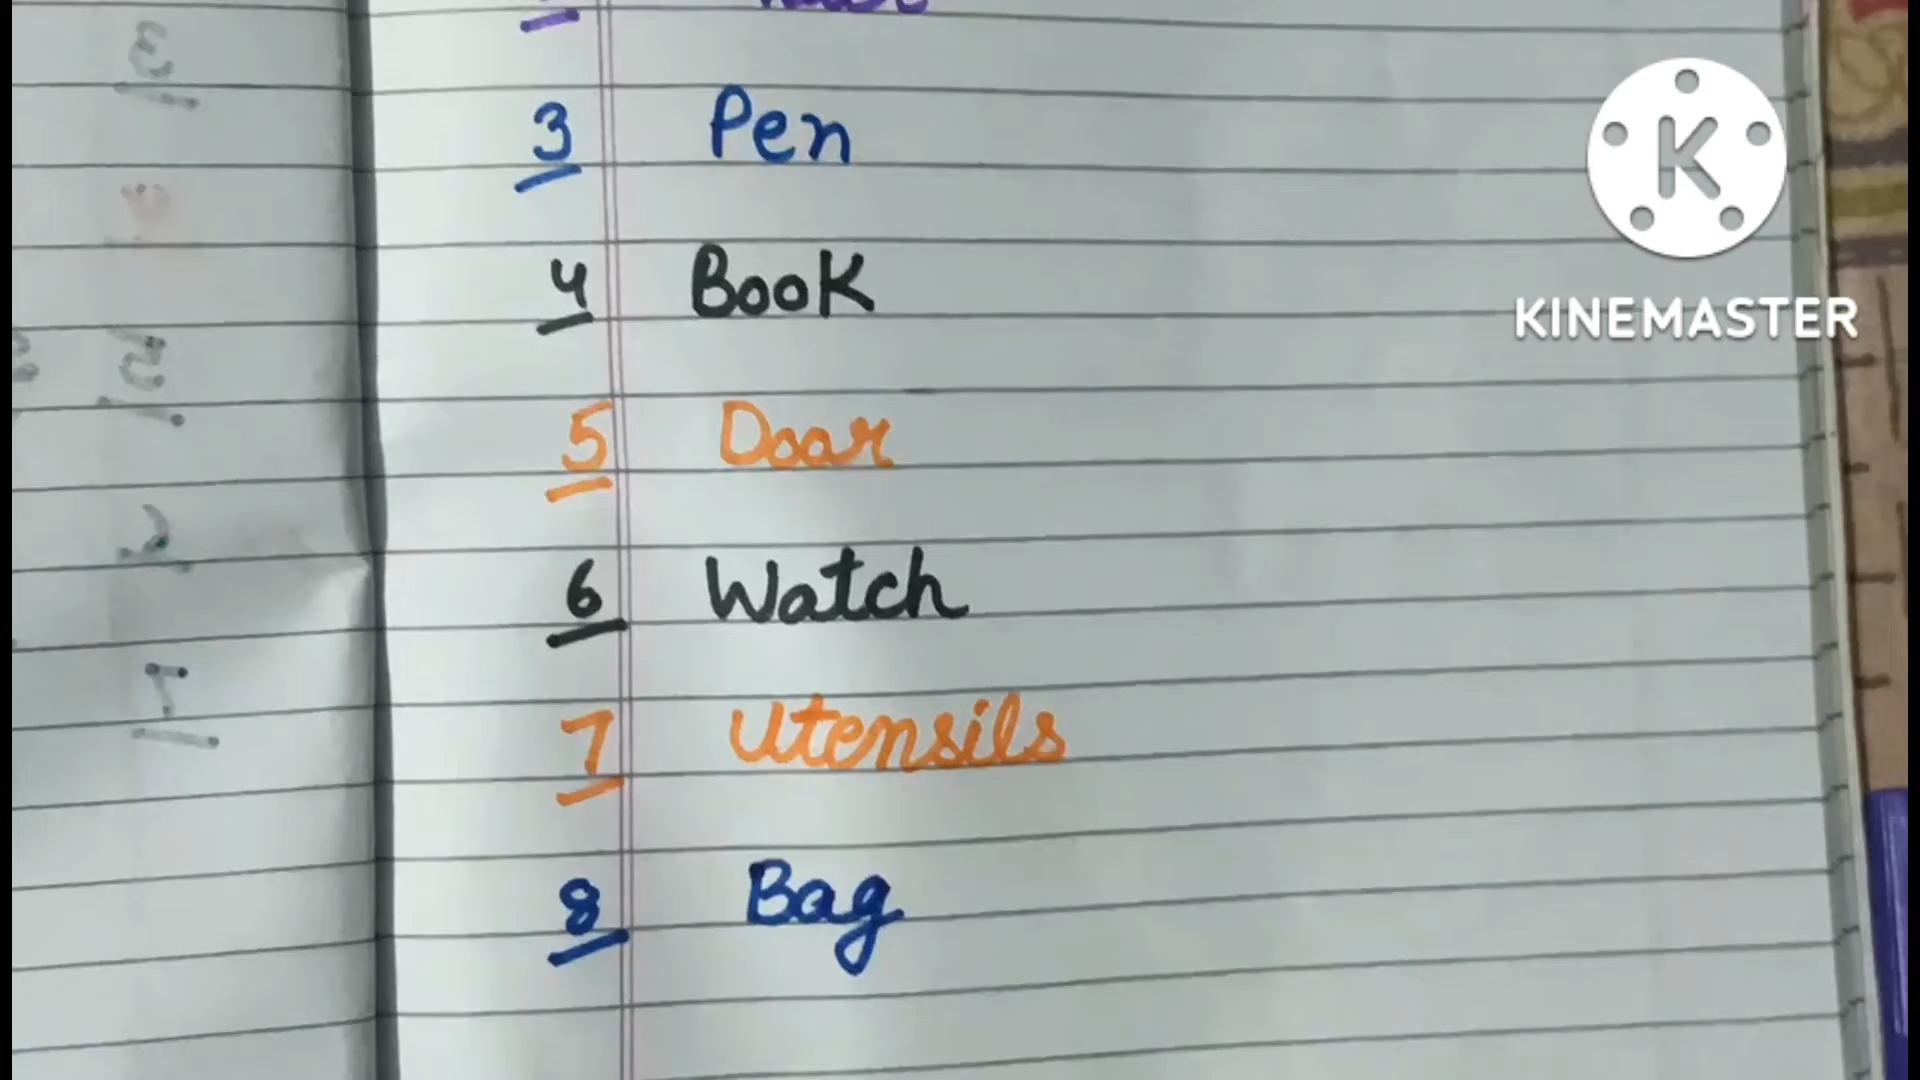 3 Pen
4 Book
5 Door
6 Watch
7 Utensils
8 Bag
K
KINEMASTER